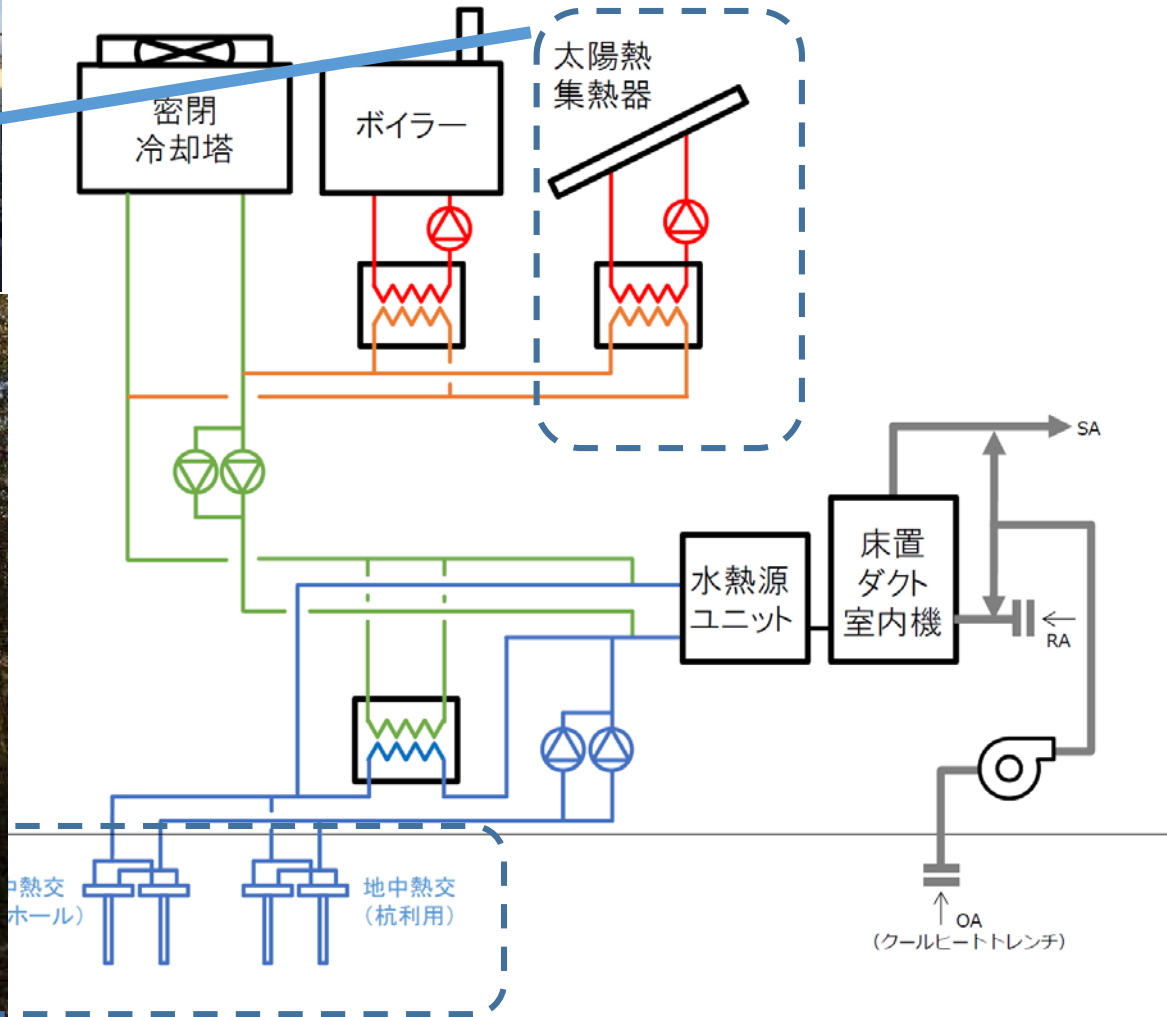 密閉
冷却塔
ボイラー
太陽熱
集熱器
SA
床置
ダクト
室内機
水熱源
ユニット
RA
中熱交
ホール）
地中熱交
（杭利用）
OA
（クールヒートトレンチ）